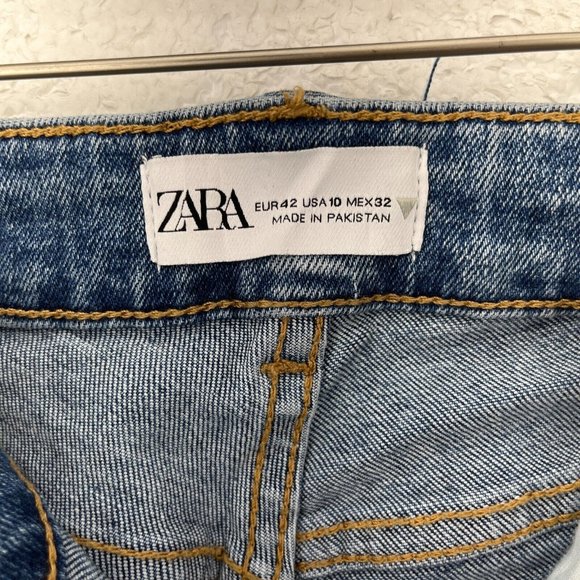 ZARA
EUR 42 USA 10 MEX 32
MADE IN PAKISTAN